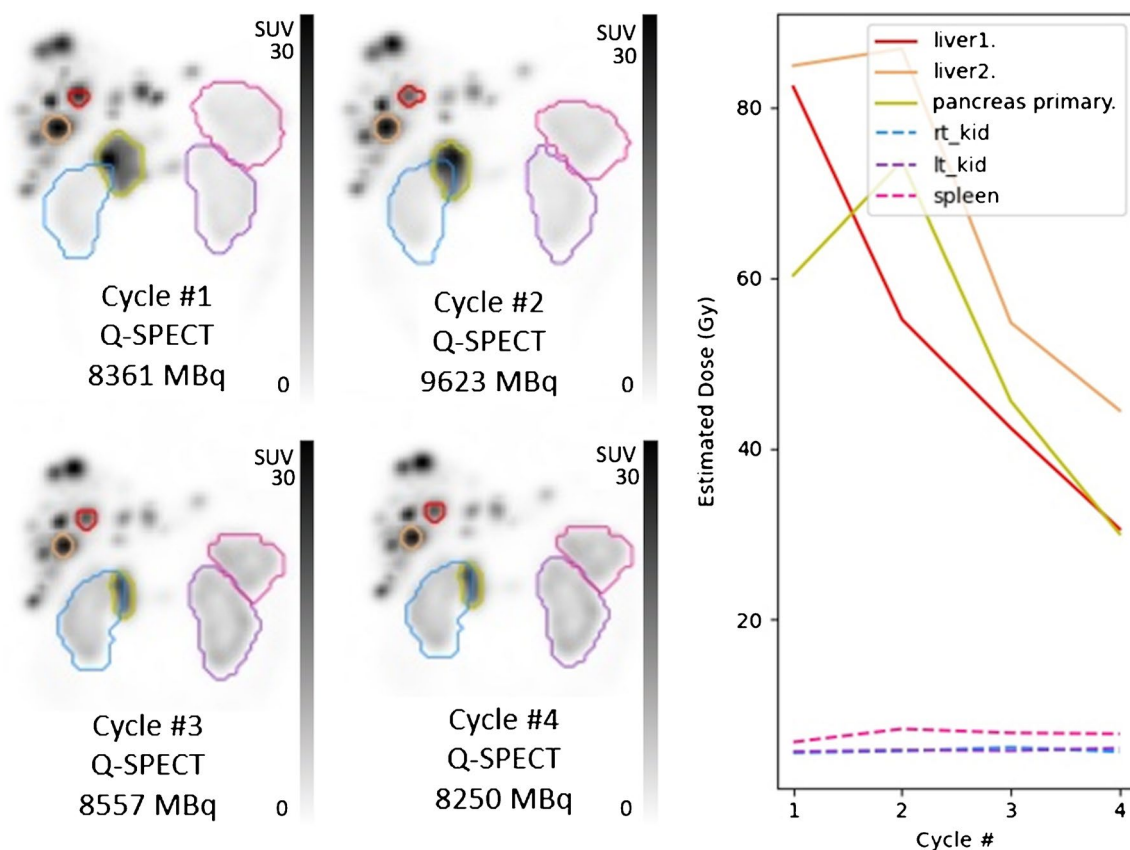 SUV
30
Cycle #1
Q-SPECT
8361 MBq
0
SUV
30
Cycle #2
Q-SPECT
9623 MBq
0
SUV
30
Cycle #3
Q-SPECT
8557 MBq
0
SUV
30
Cycle #4
Q-SPECT
8250 MBq
0
liver1.
liver2.
pancreas primary.
rt_kid
lt_kid
spleen
Estimated Dose (Gy)
80
60
40
20
1 2 3 4
Cycle #